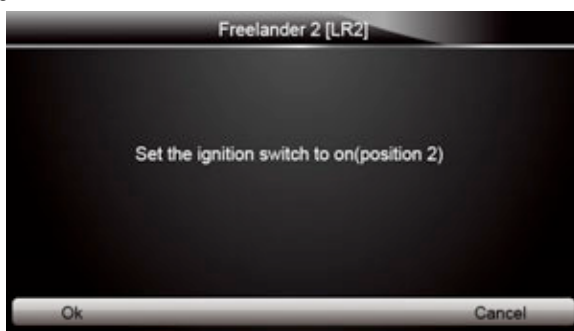 Freelander 2 [LR2]
Set the ignition switch to on(position 2)
Ok Cancel